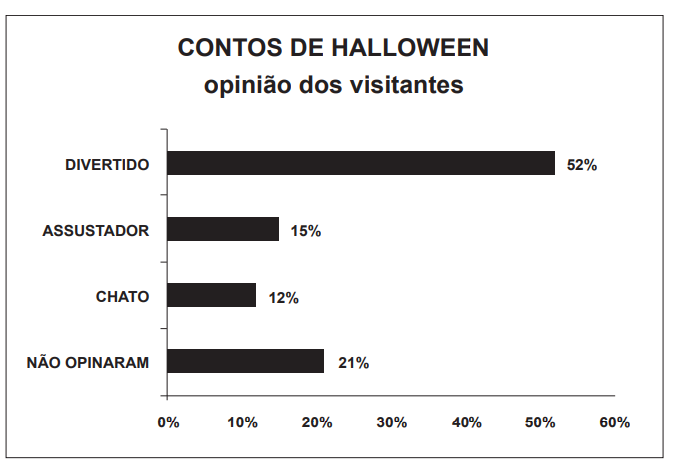 CONTOS DE HALLOWEEN
opinião dos visitantes
DIVERTIDO 52%
ASSUSTADOR 15%
CHATO 12%
NÃO OPINARAM 21%
0% 10% 20% 30% 40% 50% 60%